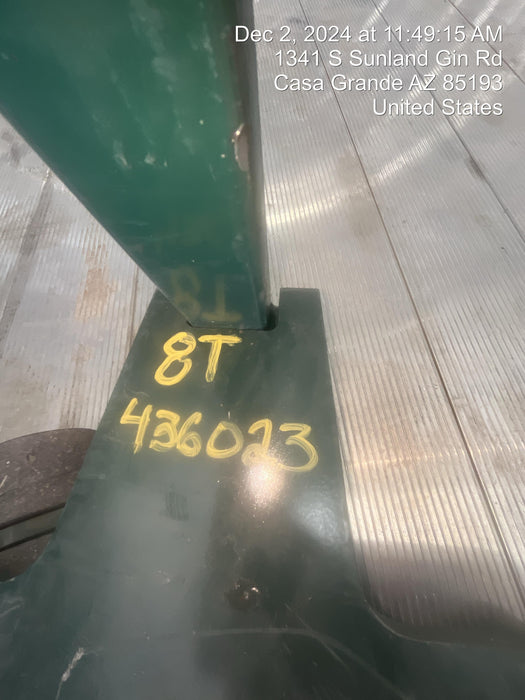 Dec 2, 2024 at 11:49:15 AM
1341 S Sunland Gin Rd
Casa Grande AZ 85193
United States
8T
8T
436023